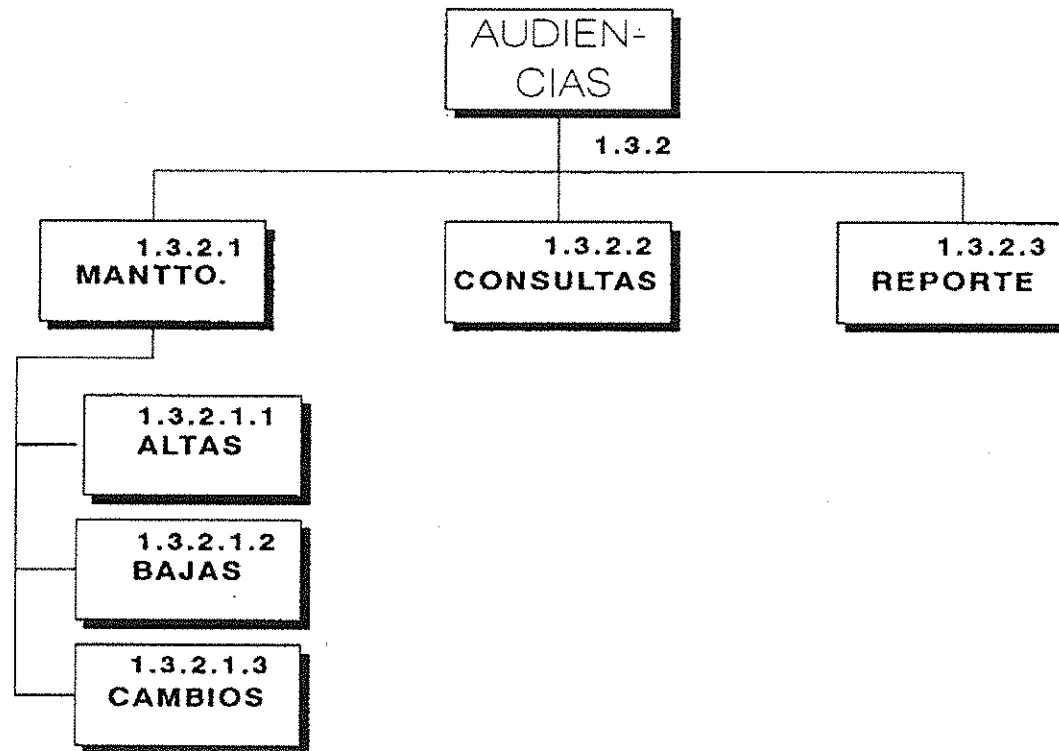 AUDIEN-
CIAS
1.3.2
1.3.2.1
MANTTO.
1.3.2.2
CONSULTAS
1.3.2.3
REPORTE
1.3.2.1.1
ALTAS
1.3.2.1.2
BAJAS
1.3.2.1.3
CAMBIOS